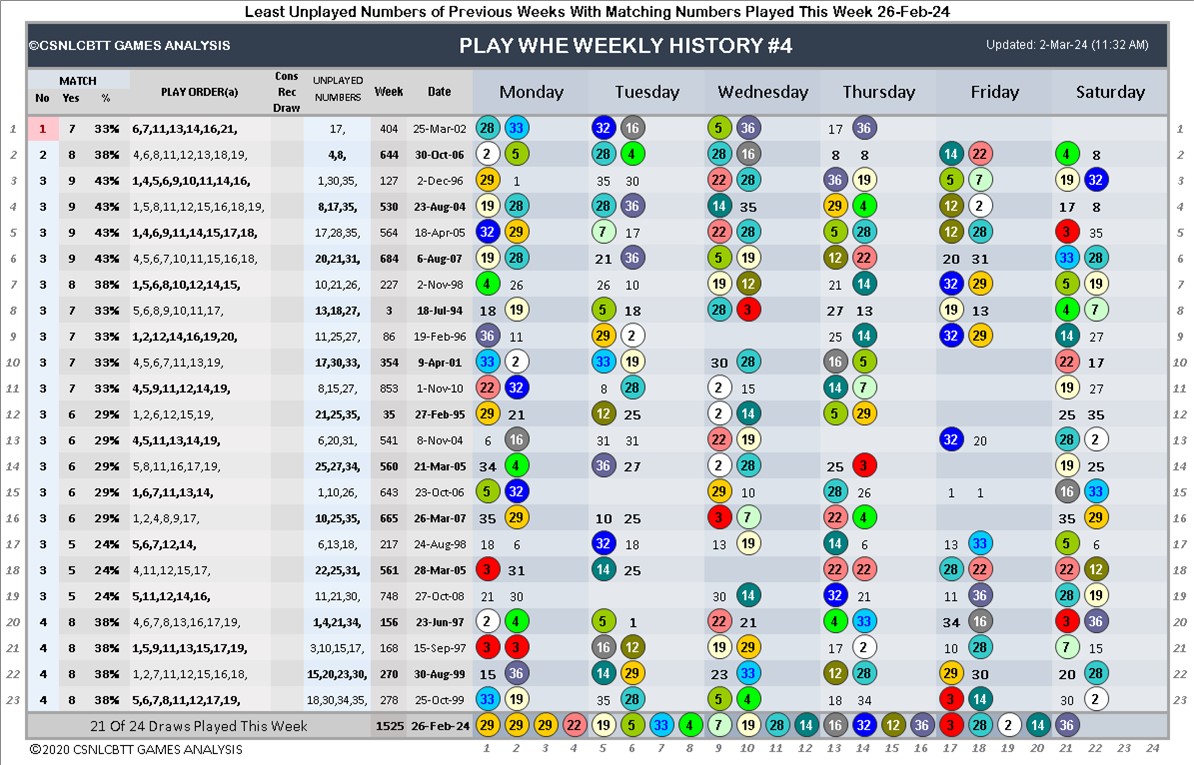 Least Unplayed Numbers of Previous Weeks With Matching Numbers Played This Week 26-Feb-24
©CSNLCBTT GAMES ANALYSIS PLAY WHE WEEKLY HISTORY #4 Updated: 2-Mar-24 (11:32 AM)
MATCH
No Yes % PLAY ORDER(a) Cons Rec Draw UNPLAYED NUMBERS Week Date Monday Tuesday Wednesday Thursday Friday Saturday
1 1 7 33% 6,7,11,13,14,16,21, 17, 404 25-Mar-02 28 33 32 16 5 36 17 36 1
2 2 8 38% 4,6,8,11,12,13,18,19, 4,8, 644 30-Oct-06 2 5 28 4 28 16 8 8 14 22 4 8 2
3 3 9 43% 1,4,5,6,9,10,11,14,16, 1,30,35, 127 2-Dec-96 29 1 35 30 22 28 36 19 5 7 19 32 3
4 3 9 43% 1,5,8,11,12,15,16,18,19, 8,17,35, 530 23-Aug-04 19 28 28 36 14 35 29 4 12 2 17 8 4
5 3 9 43% 1,4,6,9,11,14,15,17,18, 17,28,35, 564 18-Apr-05 32 29 7 17 22 28 5 28 12 28 3 35 5
6 3 9 43% 4,5,6,7,10,11,15,16,18, 20,21,31, 684 6-Aug-07 19 28 21 36 5 19 12 22 20 31 33 28 6
7 3 8 38% 1,5,6,8,10,12,14,15, 10,21,26, 227 2-Nov-98 4 26 26 10 19 12 21 14 32 29 5 19 7
8 3 7 33% 5,6,8,9,10,11,17, 13,18,27, 3 18-Jul-94 18 19 5 18 28 3 27 13 19 13 4 7 8
9 3 7 33% 1,2,12,14,16,19,20, 11,25,27, 86 19-Feb-96 36 11 29 2 25 14 32 29 14 27 9
10 3 7 33% 4,5,6,7,11,13,19, 17,30,33, 354 9-Apr-01 33 2 33 19 30 28 16 5 22 17 10
11 3 7 33% 4,5,9,11,12,14,19, 8,15,27, 853 1-Nov-10 22 32 8 28 2 15 14 7 19 27 11
12 3 6 29% 1,2,6,12,15,19, 21,25,35, 35 27-Feb-95 29 21 12 25 2 14 5 29 25 35 12
13 3 6 29% 4,5,11,13,14,19, 6,20,31, 541 8-Nov-04 6 16 31 31 22 19 32 20 28 2 13
14 3 6 29% 5,8,11,16,17,19, 25,27,34, 560 21-Mar-05 34 4 36 27 2 28 25 3 19 25 14
15 3 6 29% 1,6,7,11,13,14, 1,10,26, 643 23-Oct-06 5 32 29 10 28 26 1 1 16 33 15
16 3 6 29% 1,2,4,8,9,17, 10,25,35, 665 26-Mar-07 35 29 10 25 3 7 22 4 35 29 16
17 3 5 24% 5,6,7,12,14, 6,13,18, 217 24-Aug-98 18 6 32 18 13 19 14 6 13 33 5 6 17
18 3 5 24% 4,11,12,15,17, 22,25,31, 561 28-Mar-05 3 31 14 25 22 22 28 22 22 12 18
19 3 5 24% 5,11,12,14,16, 11,21,30, 748 27-Oct-08 21 30 30 14 32 21 11 36 28 19 19
20 4 8 38% 4,6,7,8,13,16,17,19, 1,4,21,34, 156 23-Jun-97 2 4 5 1 22 21 4 33 34 16 3 36 20
21 4 8 38% 1,5,9,11,13,15,17,19, 3,10,15,17, 168 15-Sep-97 3 3 16 12 19 29 17 2 10 28 7 15 21
22 4 8 38% 1,2,7,11,12,15,16,18, 15,20,23,30, 270 30-Aug-99 15 36 14 29 23 33 12 28 29 30 20 28 22
23 4 8 38% 5,6,7,8,11,12,17,19, 18,30,34,35, 278 25-Oct-99 33 19 35 28 5 4 18 34 3 14 30 2 23
21 Of 24 Draws Played This Week 1525 26-Feb-24 29 29 29 22 19 5 33 4 7 19 28 14 16 32 12 36 3 28 2 14 36
©2020 CSNLCBTT GAMES ANALYSIS 1 2 3 4 5 6 7 8 9 10 11 12 13 14 15 16 17 18 19 20 21 22 23 24